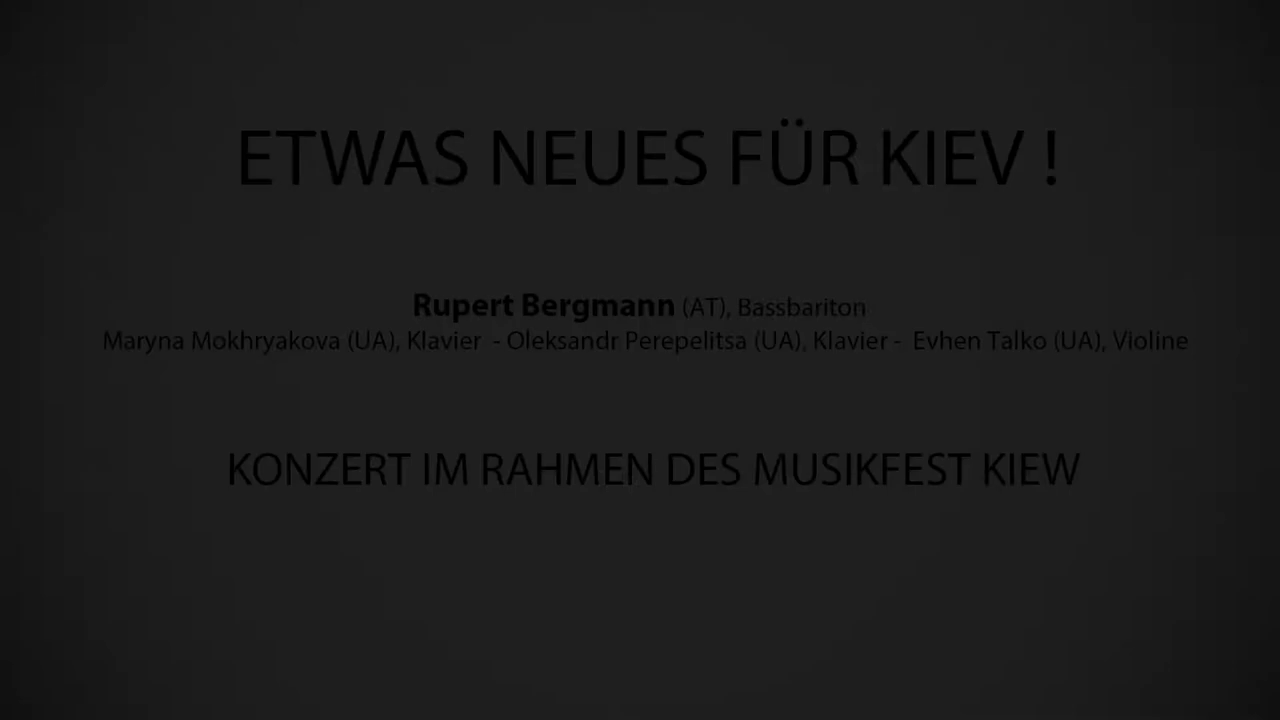 ETWAS NEUES FÜR KIEV !
Rupert Bergmann (AT), Bassbariton
Maryna Mokhryakova (UA), Klavier - Oleksandr Perepelitsa (UA), Klavier - Evhen Talko (UA), Violine
KONZERT IM RAHMEN DES MUSIKFEST KIEW